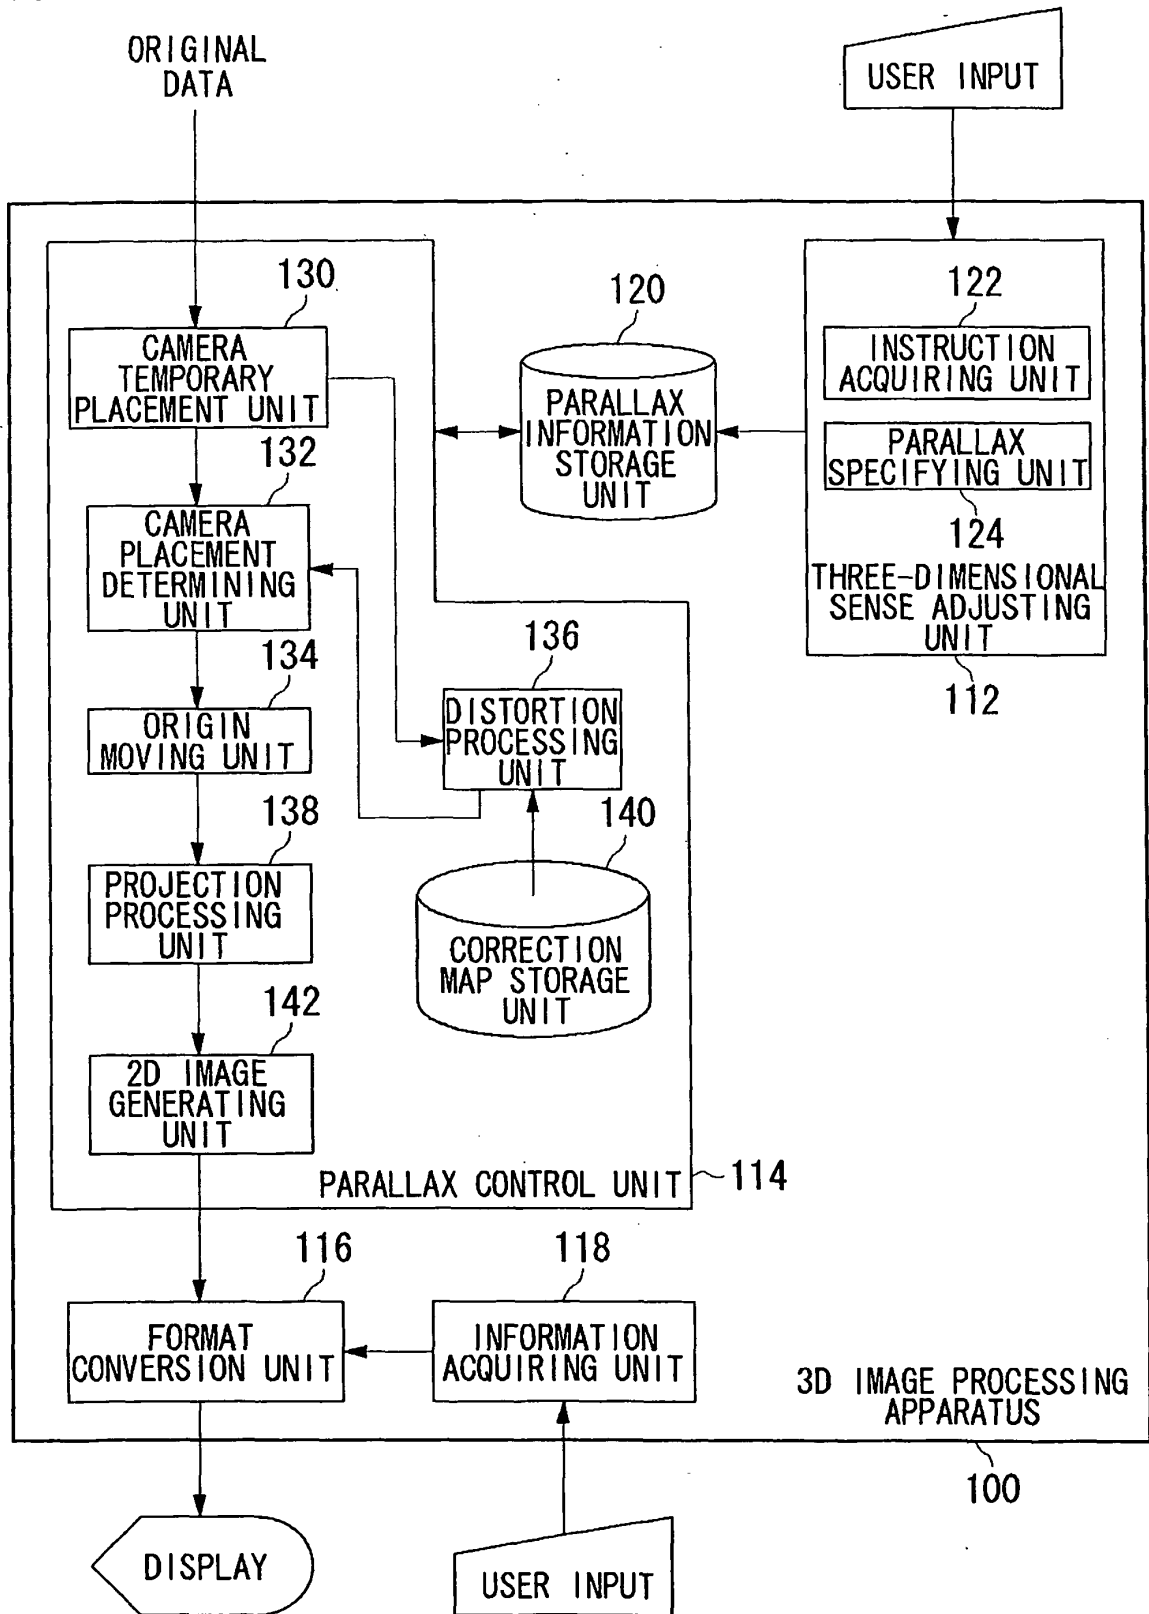 ORIGINAL
DATA
USER INPUT
130
CAMERA
TEMPORARY
PLACEMENT UNIT
120
PARALLAX
INFORMATION
STORAGE
UNIT
122
INSTRUCTION
ACQUIRING UNIT
PARALLAX
SPECIFYING UNIT
124
THREE-DIMENSIONAL
SENSE ADJUSTING
UNIT
112
132
CAMERA
PLACEMENT
DETERMINING
UNIT
134
ORIGIN
MOVING UNIT
136
DISTORTION
PROCESSING
UNIT
138
PROJECTION
PROCESSING
UNIT
140
CORRECTION
MAP STORAGE
UNIT
142
2D IMAGE
GENERATING
UNIT
PARALLAX CONTROL UNIT
114
116
FORMAT
CONVERSION UNIT
118
INFORMATION
ACQUIRING UNIT
3D IMAGE PROCESSING
APPARATUS
100
DISPLAY
USER INPUT